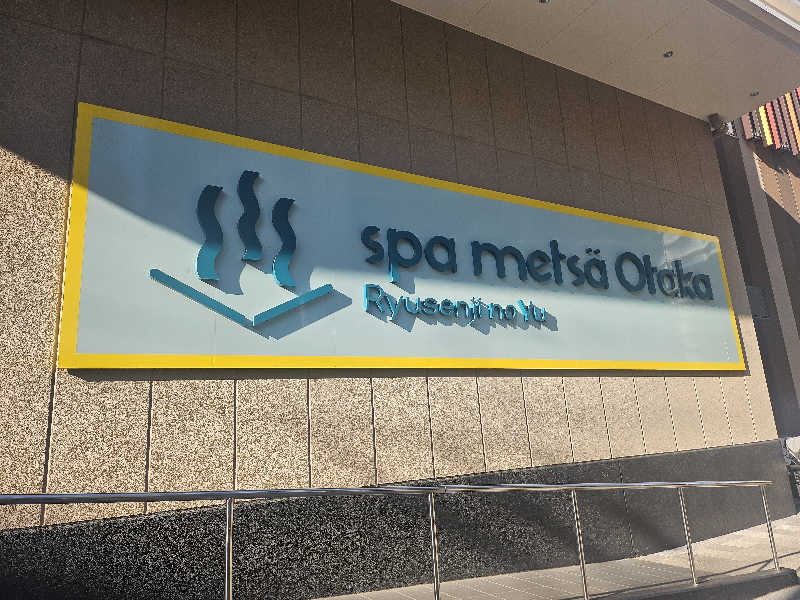 spa metsä Otaka
Ryusenji no Yu